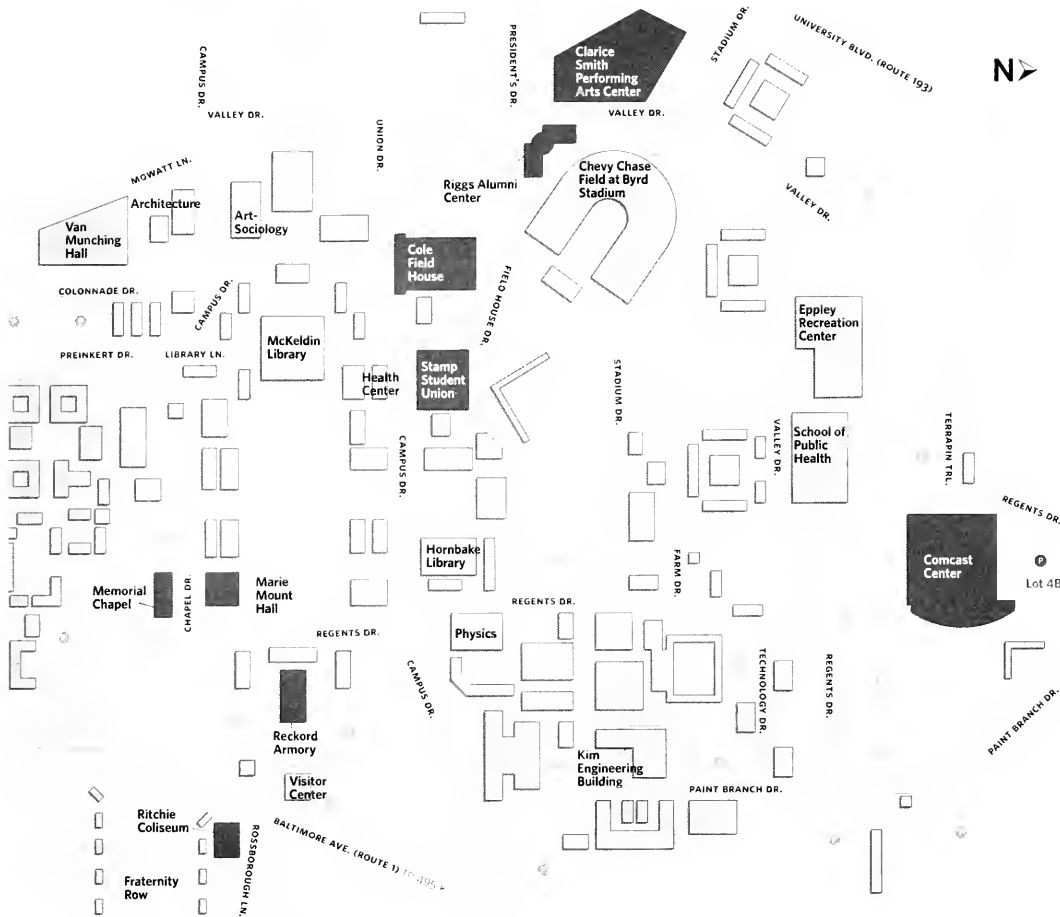 CAMPUS DR.
PRESIDENT'S DR.
Clarice
Smith
Performing
Arts Center
STADIUM DR.
UNIVERSITY BLVD. (ROUTE 193)
N
VALLEY DR.
VALLEY DR.
UNION DR.
MOWATT LN.
Architecture
Art-
Sociology
Riggs Alumni
Center
Chevy Chase
Field at Byrd
Stadium
VALLEY DR.
Van
Munching
Hall
Cole
Field
House
FIELD HOUSE DR.
COLONNADE DR.
CAMPUS DR.
Eppley
Recreation
Center
PREINKERT DR.
LIBRARY LN.
McKeldin
Library
Health
Center
Stamp
Student
Union
STADIUM DR.
CAMPUS DR.
VALLEY DR.
School of
Public
Health
TERRAPIN TRL.
REGENTS DR.
Hornbake
Library
FARM DR.
Comcast
Center
P
Lot 4B
Memorial
Chapel
CHAPEL DR.
Marie
Mount
Hall
REGENTS DR.
REGENTS DR.
Physics
CAMPUS DR.
TECHNOLOGY DR.
REGENTS DR.
PAINT BRANCH DR.
Reckord
Armory
Kim
Engineering
Building
Visitor
Center
PAINT BRANCH DR.
Ritchie
Coliseum
ROSSBOROUGH LN.
BALTIMORE AVE. (ROUTE 1) to 495
Fraternity
Row